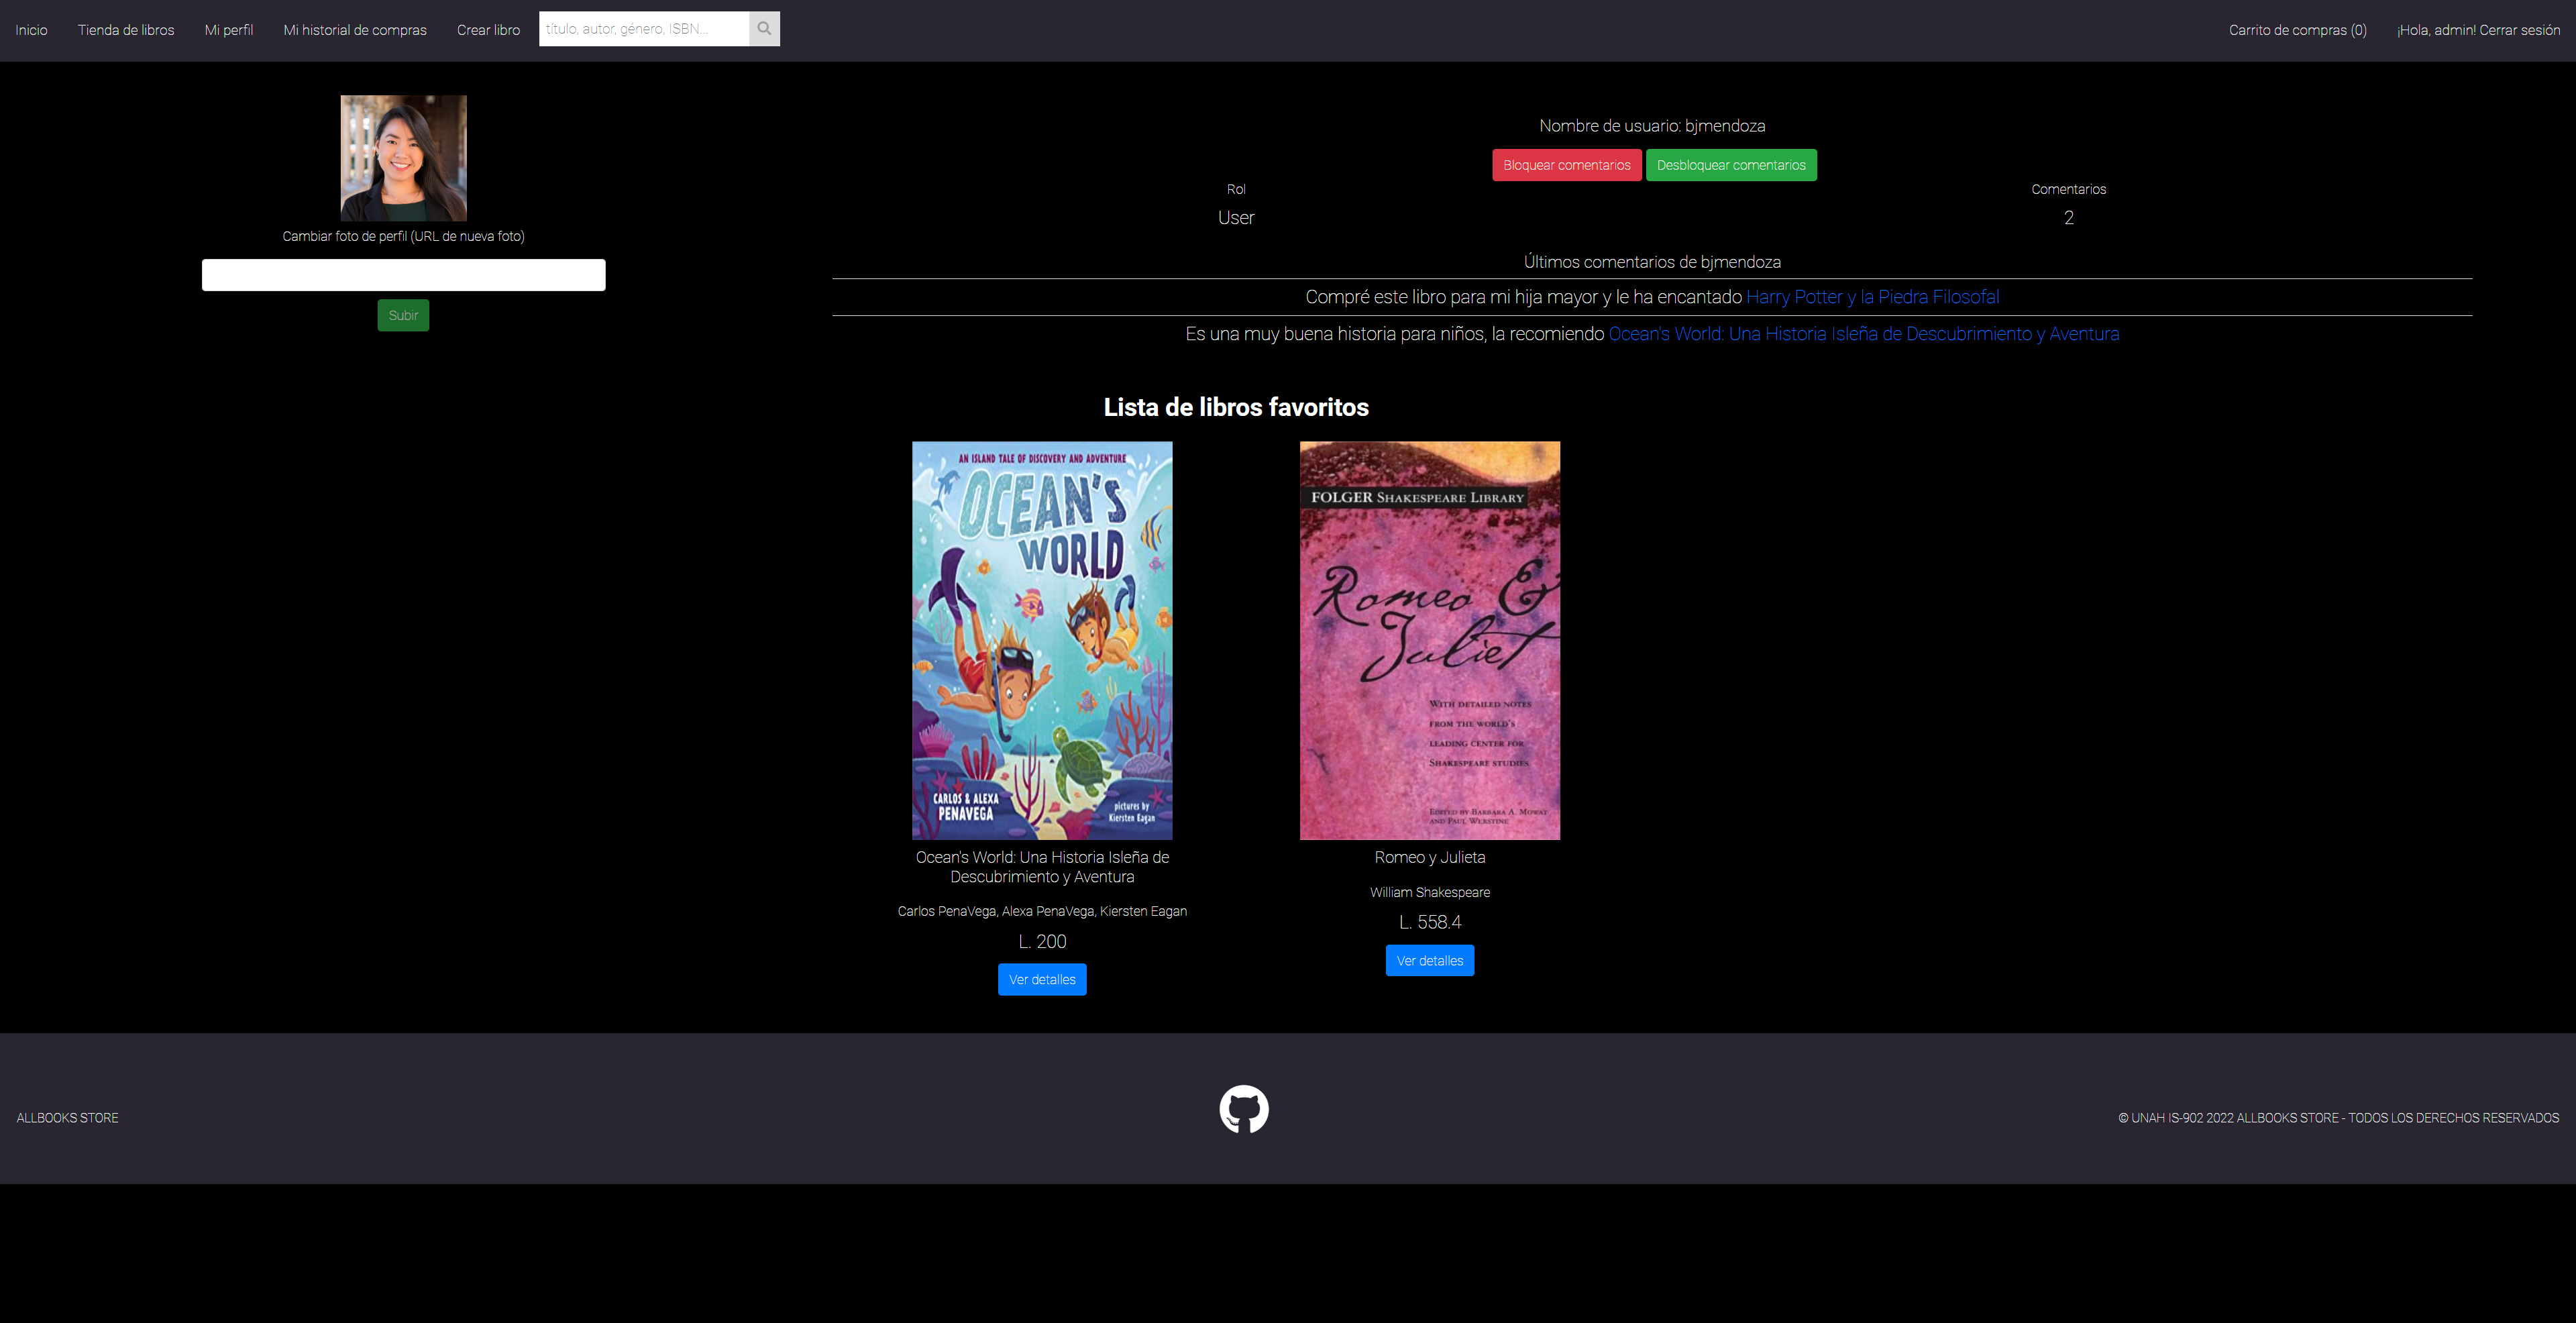 Inicio
Tienda de libros
Mi perfil
Mi historial de compras
Crear libro
título, autor, género, ISBN...
Carrito de compras (0)
¡Hola, admin! Cerrar sesión
Cambiar foto de perfil (URL de nueva foto)
Subir
Nombre de usuario: bjmendoza
Bloquear comentarios
Desbloquear comentarios
Rol
Comentarios
User
2
Últimos comentarios de bjmendoza
Compré este libro para mi hija mayor y le ha encantado Harry Potter y la Piedra Filosofal
Es una muy buena historia para niños, la recomiendo Ocean's World: Una Historia Isleña de Descubrimiento y Aventura
Lista de libros favoritos
AN ISLAND TALE OF DISCOVERY AND ADVENTURE
OCEAN'S
WORLD
CARLOS & ALEXA
PENAVEGA
pictures by
Kiersten Eagan
Ocean's World: Una Historia Isleña de
Descubrimiento y Aventura
Carlos PenaVega, Alexa PenaVega, Kiersten Eagan
L. 200
Ver detalles
FOLGER SHAKESPEARE LIBRARY
Romeo &
Juliet
WITH DETAILED NOTES
FROM THE WORLD'S
LEADING CENTER FOR
SHAKESPEARE STUDIES
EDITED BY BARBARA A. MOWAT
AND PAUL WERSTINE
Romeo y Julieta
William Shakespeare
L. 558.4
Ver detalles
ALLBOOKS STORE
© UNAH IS-902 2022 ALLBOOKS STORE - TODOS LOS DERECHOS RESERVADOS